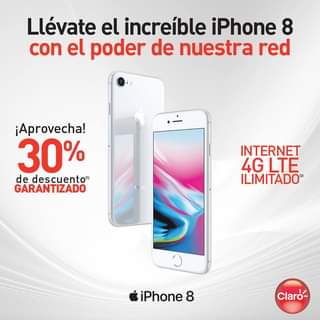 Llévate el increíble iPhone 8
con el poder de nuestra red
¡Aprovecha!
30%
de descuento
GARANTIZADO
INTERNET
4G LTE
ILIMITADO
iPhone 8
Claro